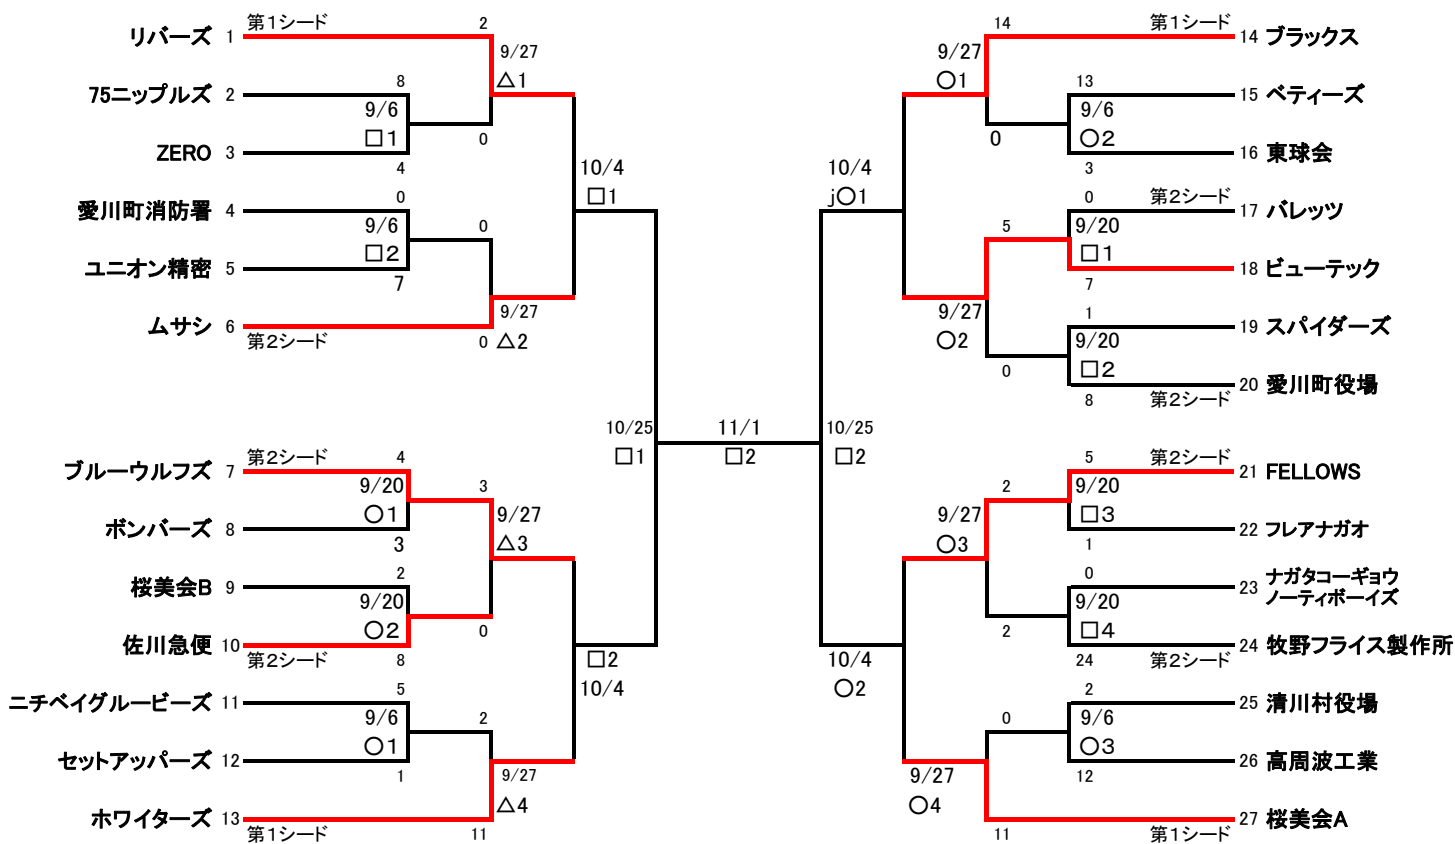 第1シード
リバーズ 1
2
9/27
△1
75ニップルズ 2
8
9/6
□1
ZERO 3
4
0
10/4
□1
愛川町消防署 4
0
9/6
□2
ユニオン精密 5
7
0
ムサシ 6
第2シード
9/27
0 △2
10/25
□1
第2シード
ブルーウルフズ 7
4
9/20
○1
ボンバーズ 8
3
3
9/27
△3
桜美会B 9
2
9/20
○2
佐川急便 10
第2シード
8
0
□2
10/4
ニチベイグルービーズ 11
5
9/6
○1
セットアッパーズ 12
1
2
9/27
△4
ホワイターズ 13
第1シード
11
11/1
□2
14
第1シード
14 ブラックス
9/27
○1
13
15 ベティーズ
9/6
○2
0
16 東球会
3
10/4
j○1
0
第2シード
17 バレッツ
9/20
□1
5
18 ビューテック
7
9/27
○2
1
19 スパイダーズ
9/20
□2
0
20 愛川町役場
8
第2シード
10/25
□2
5
第2シード
21 FELLOWS
9/20
□3
2
9/27
○3
22 フレアナガオ
1
0
23 ナガタコーギョウ
ノーティボーイズ
9/20
□4
2
24 牧野フライス製作所
24
第2シード
10/4
○2
2
25 清川村役場
9/6
○3
0
26 高周波工業
12
9/27
○4
27 桜美会A
11
第1シード